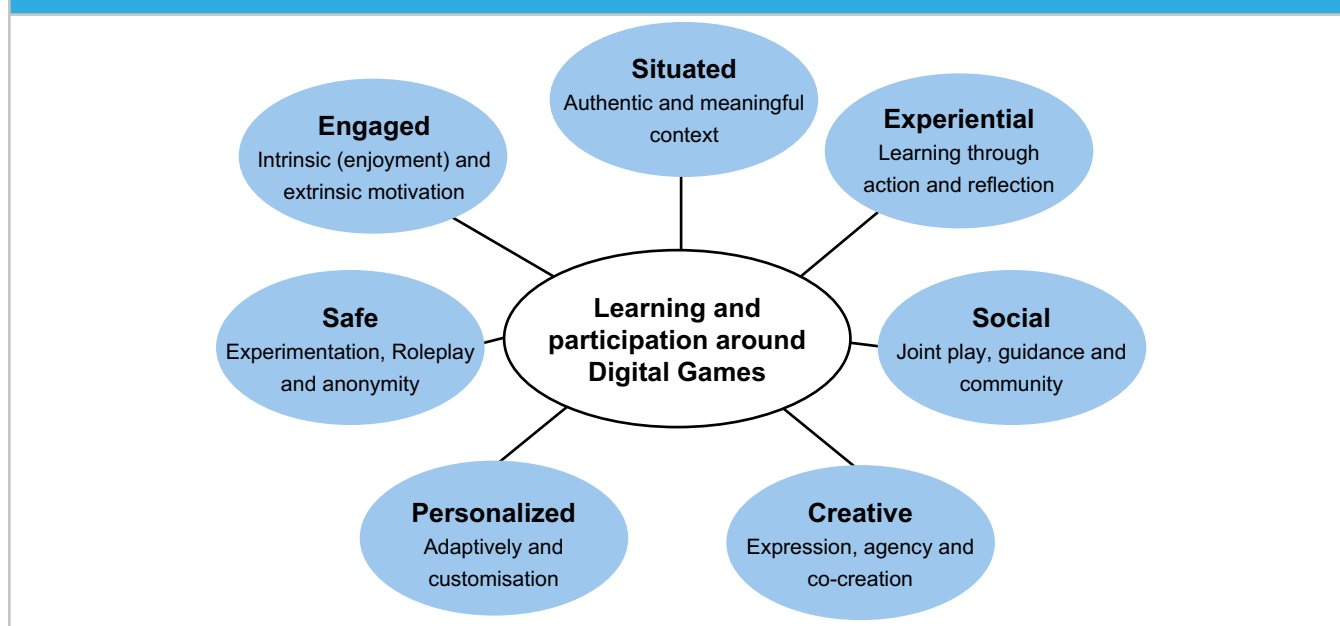 Situated
Authentic and meaningful
context
Experiential
Learning through
action and reflection
Social
Joint play, guidance and
community
Creative
Expression, agency and
co-creation
Personalized
Adaptively and
customisation
Safe
Experimentation, Roleplay
and anonymity
Engaged
Intrinsic (enjoyment) and
extrinsic motivation
Learning and
participation around
Digital Games